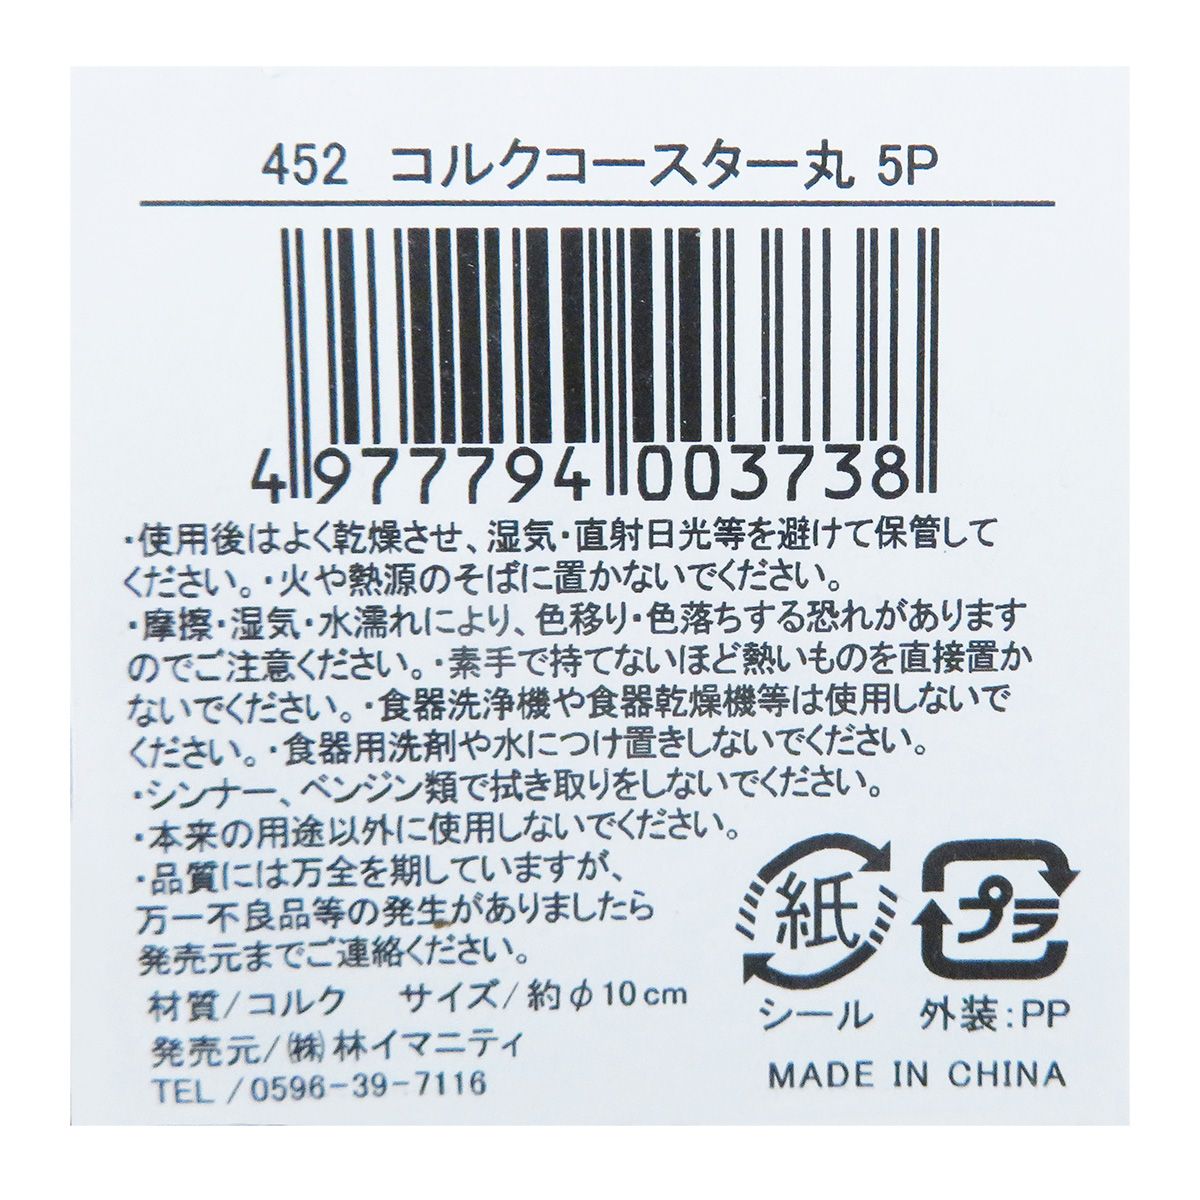 452 コルクコースター丸 5P
4 977794 003738
・使用後はよく乾燥させ、湿気・直射日光等を避けて保管して
ください。・火や熱源のそばに置かないでください。
・摩擦・湿気・水濡れにより、色移り・色落ちする恐れがあります
のでご注意ください。・素手で持てないほど熱いものを直接置か
ないでください。・食器洗浄機や食器乾燥機等は使用しないで
ください。・食器用洗剤や水につけ置きしないでください。
・シンナー、ベンジン類で拭き取りをしないでください。
・本来の用途以外に使用しないでください。
・品質には万全を期していますが、
万一不良品等の発生がありましたら
発売元までご連絡ください。
材質/コルク サイズ/約φ10cm
発売元/㈱林イマニティ
TEL/0596-39-7116
紙
シール
プラ
外装:PP
MADE IN CHINA